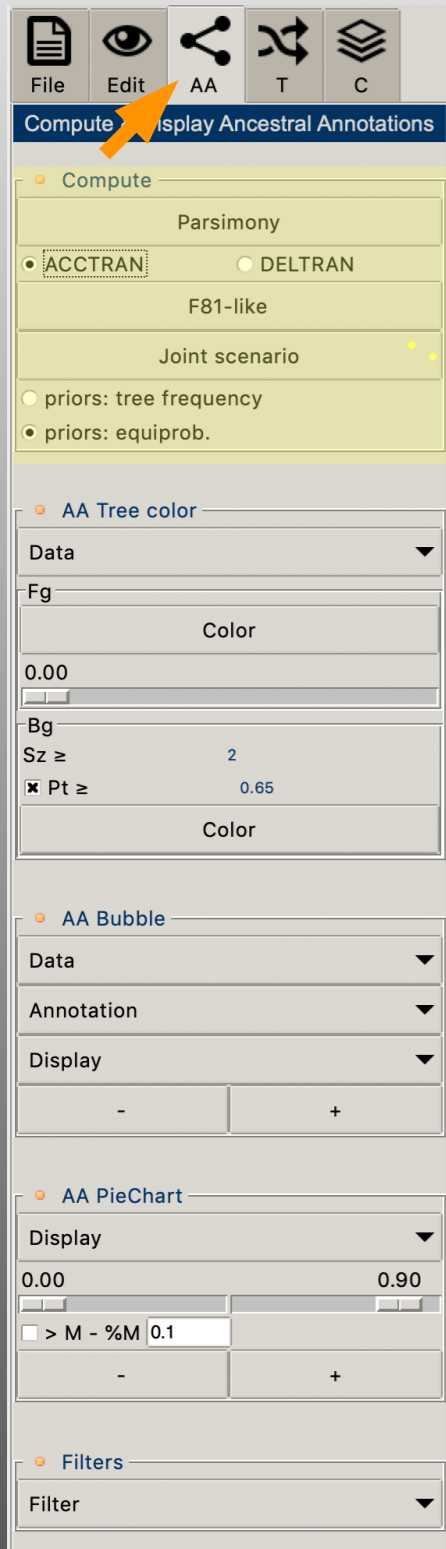 File Edit AA T C
Compute isplay Ancestral Annotations
Compute
Parsimony
ACCTRAN DELTRAN
F81-like
Joint scenario
priors: tree frequency
priors: equiprob.
AA Tree color
Data
Fg
Color
0.00
Bg
Sz ≥ 2
Pt ≥ 0.65
Color
AA Bubble
Data
Annotation
Display
- +
AA PieChart
Display
0.00 0.90
> M - %M 0.1
- +
Filters
Filter